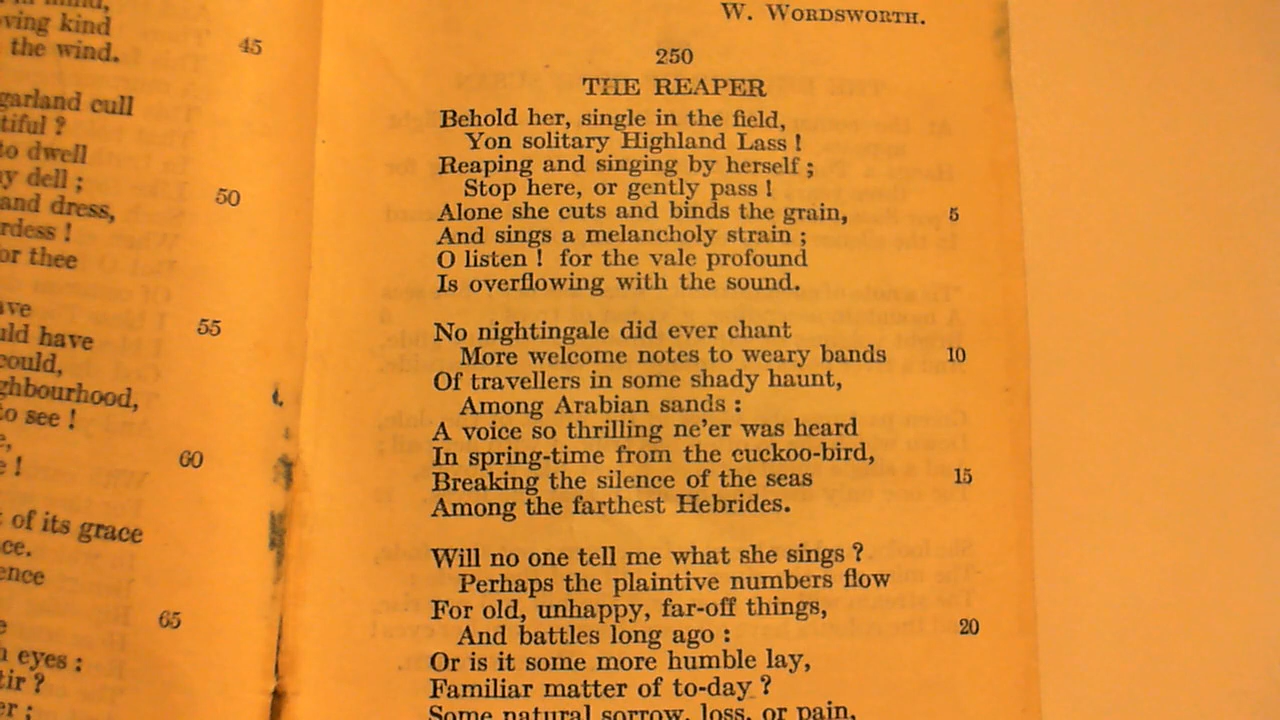 ving kind
the wind.
45
garland cull
tiful ?
to dwell
y dell ;
50
and dress,
rdess !
or thee
ave
55
uld have
could,
ghbourhood,
to see !
60
e !
of its grace
ce.
ence
65
eyes :
tir ?
er ;
W. WORDSWORTH.
250
THE REAPER
Behold her, single in the field,
Yon solitary Highland Lass !
Reaping and singing by herself ;
Stop here, or gently pass !
Alone she cuts and binds the grain, 5
And sings a melancholy strain ;
O listen ! for the vale profound
Is overflowing with the sound.
No nightingale did ever chant
More welcome notes to weary bands 10
Of travellers in some shady haunt,
Among Arabian sands :
A voice so thrilling ne'er was heard
In spring-time from the cuckoo-bird,
Breaking the silence of the seas 15
Among the farthest Hebrides.
Will no one tell me what she sings ?
Perhaps the plaintive numbers flow
For old, unhappy, far-off things,
And battles long ago : 20
Or is it some more humble lay,
Familiar matter of to-day ?
Some natural sorrow, loss, or pain,